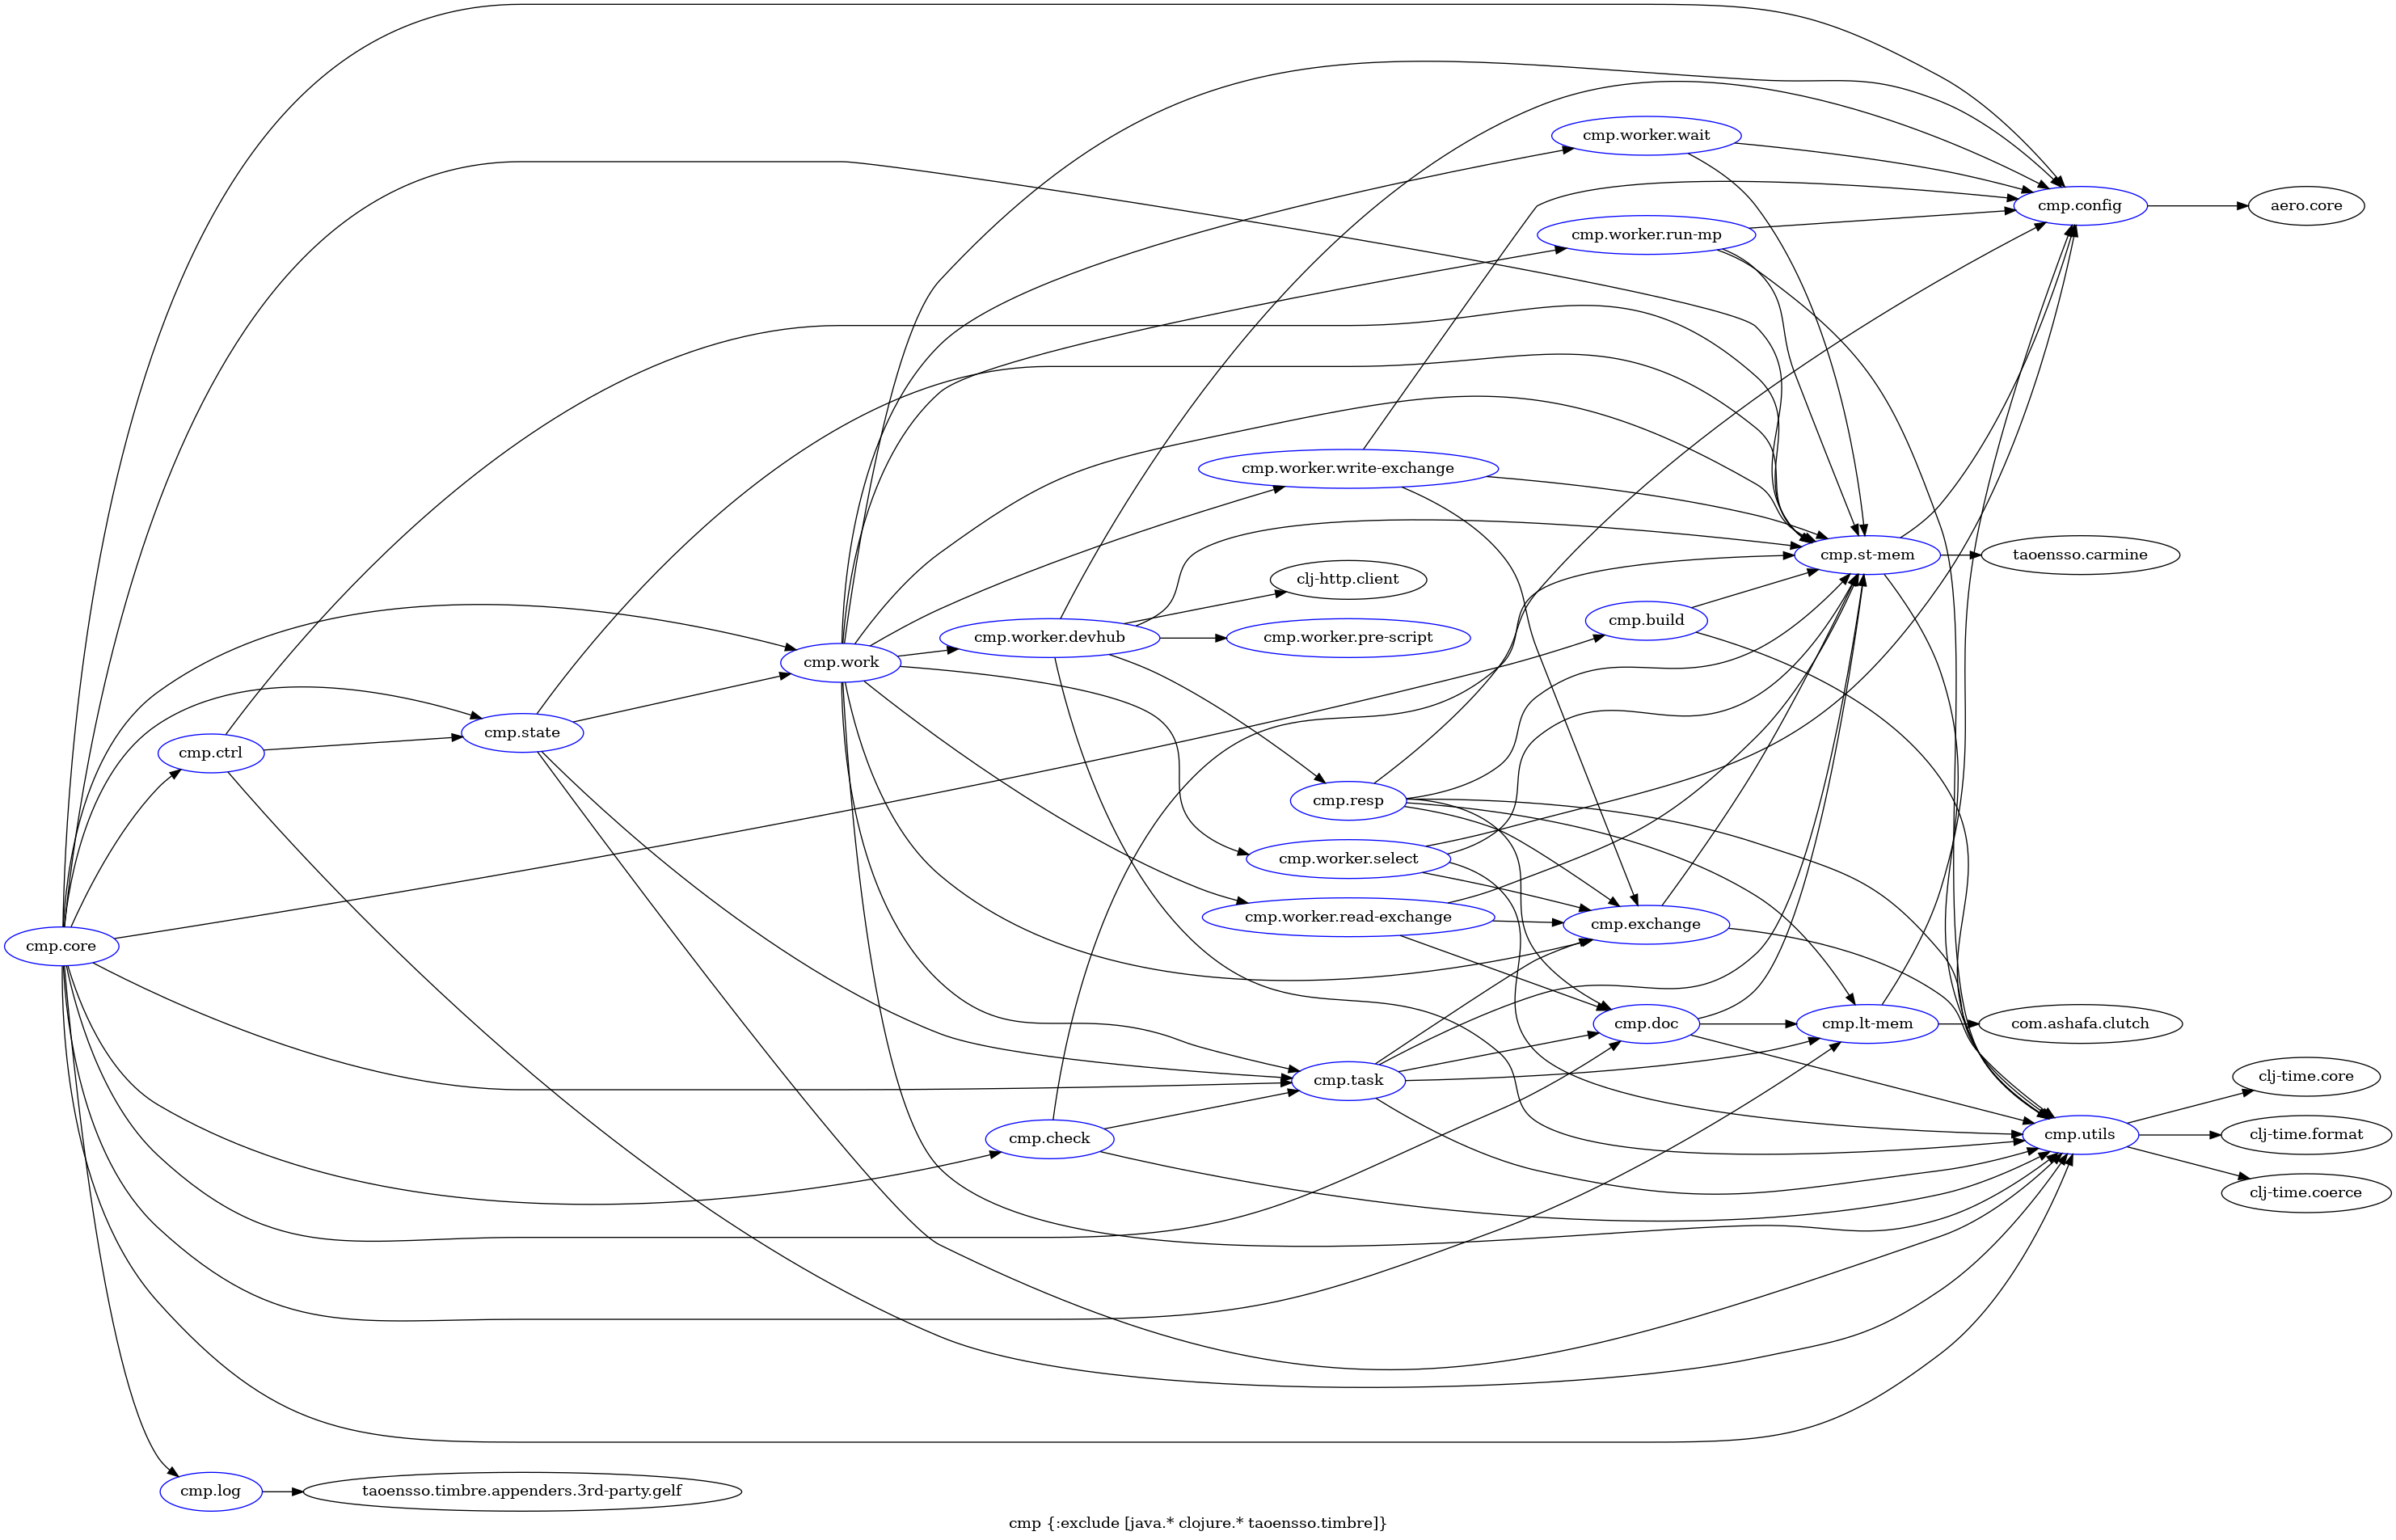 cmp.worker.wait
cmp.config
aero.core
cmp.worker.run-mp
cmp.worker.write-exchange
cmp.st-mem
taoensso.carmine
clj-http.client
cmp.build
cmp.worker.devhub
cmp.worker.pre-script
cmp.work
cmp.state
cmp.ctrl
cmp.resp
cmp.worker.select
cmp.worker.read-exchange
cmp.exchange
cmp.core
cmp.doc
cmp.lt-mem
com.ashafa.clutch
clj-time.core
cmp.task
cmp.utils
clj-time.format
cmp.check
clj-time.coerce
cmp.log
taoensso.timbre.appenders.3rd-party.gelf
cmp {:exclude [java.* clojure.* taoensso.timbre]}